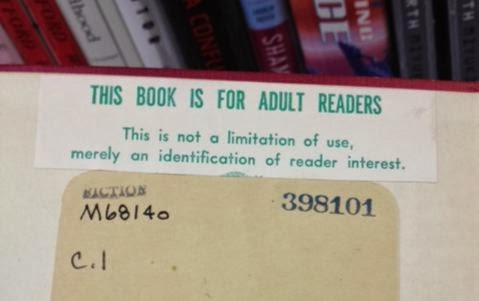 THIS BOOK IS FOR ADULT READERS
This is not a limitation of use,
merely an identification of reader interest.
FICTION
M68140
398101
C.1